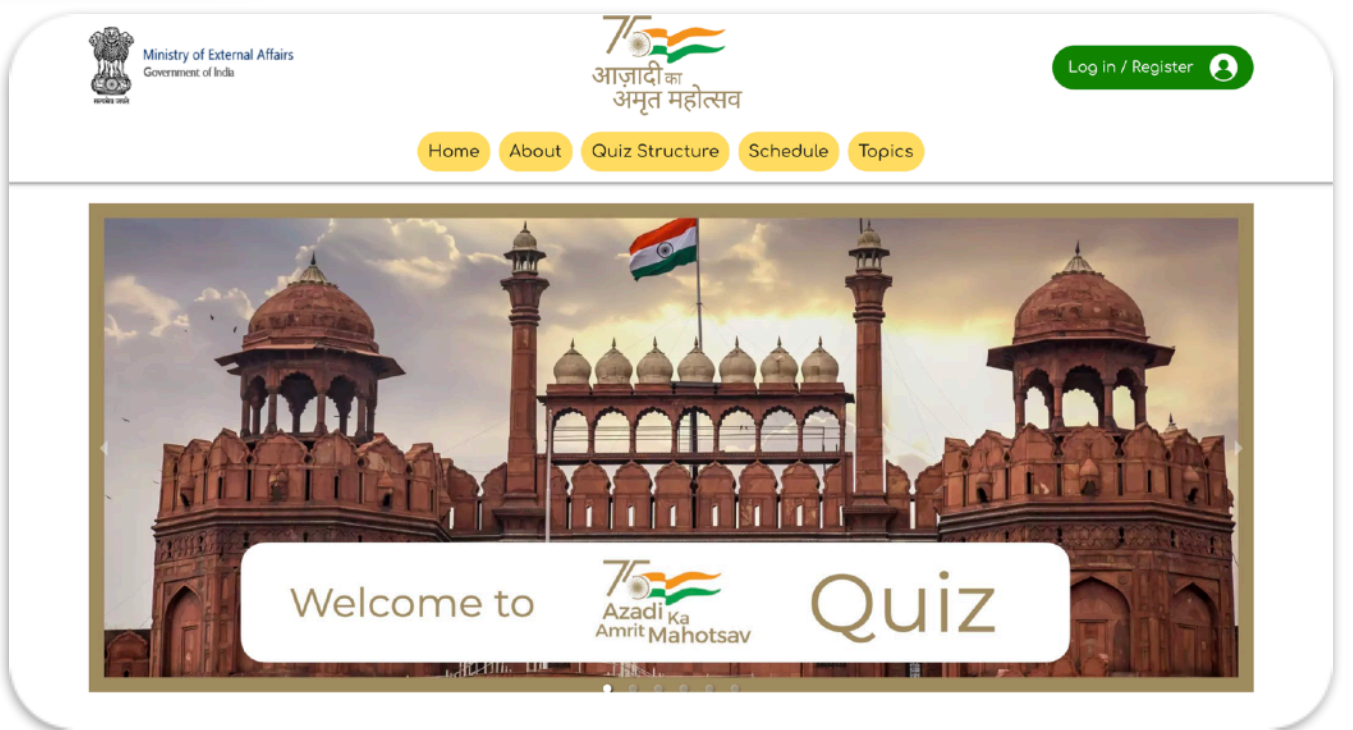 Ministry of External Affairs
Government of India
सत्यमेव जयते
75
आज़ादी का
अमृत महोत्सव
Log in / Register
Home About Quiz Structure Schedule Topics
Welcome to
75
Azadi Ka
Amrit Mahotsav
Quiz